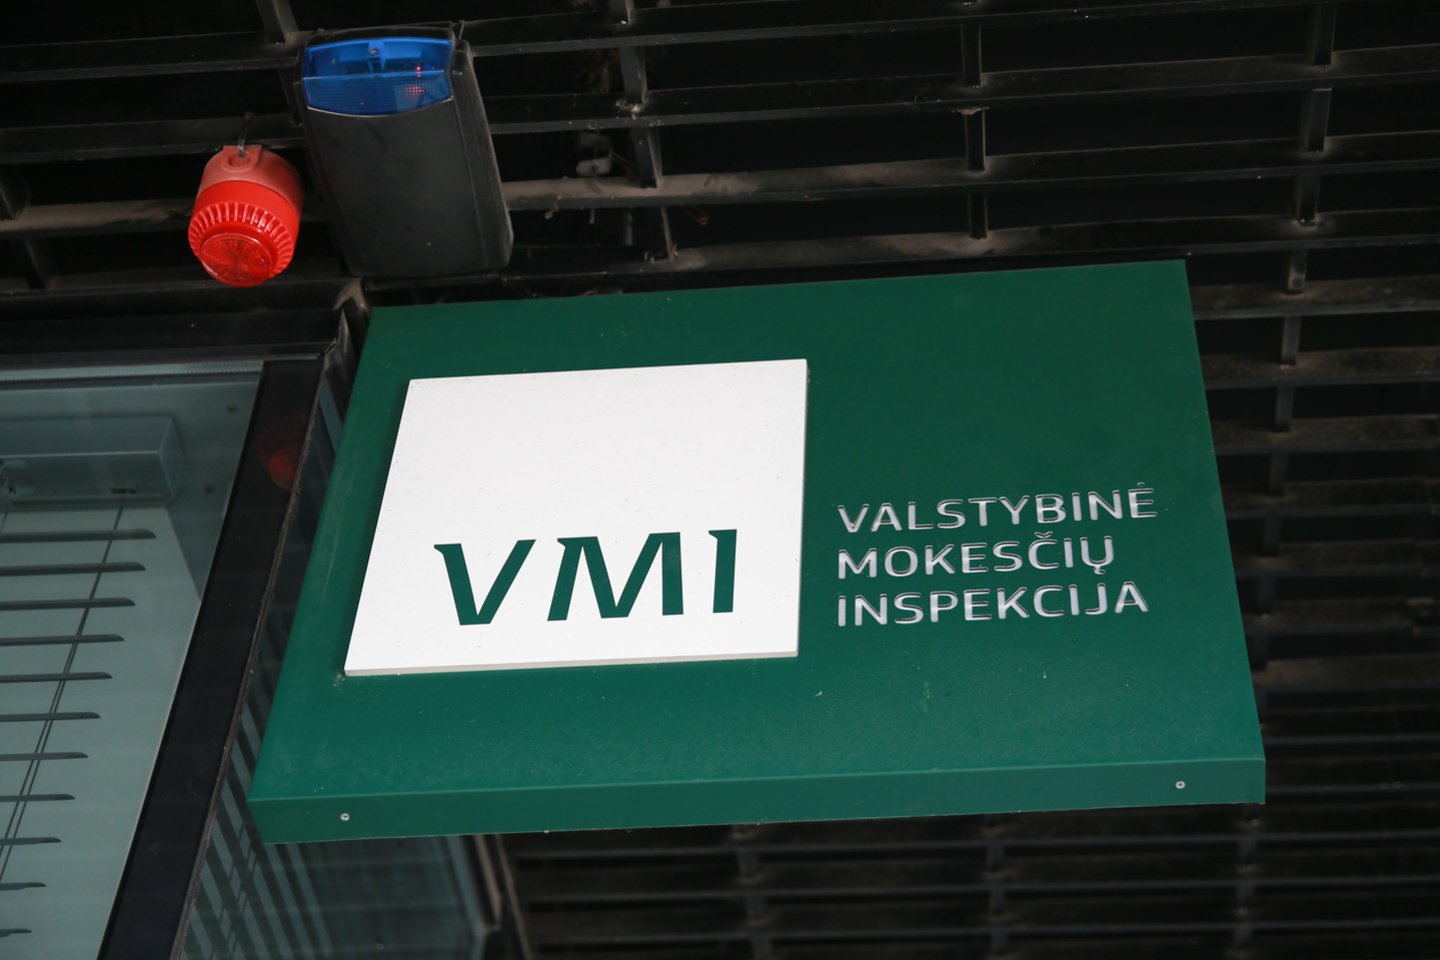 VMI
VALSTYBINĖ
MOKESČIŲ
INSPEKCIJA